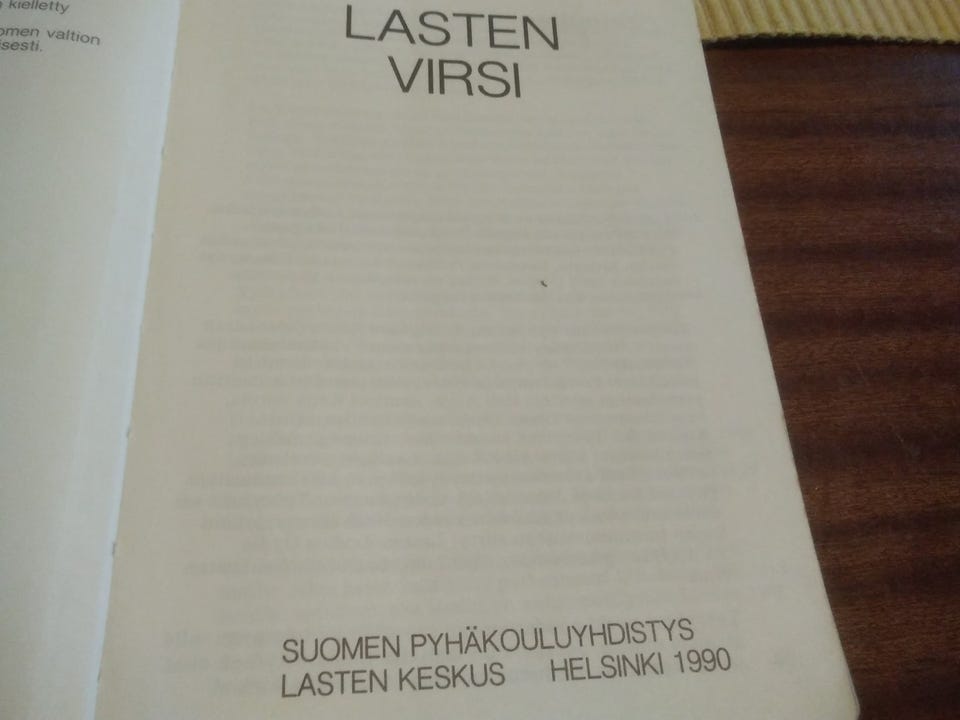 kielletty
omen valtion
isesti.
LASTEN
VIRSI
SUOMEN PYHÄKOULUYHDISTYS
LASTEN KESKUS HELSINKI 1990